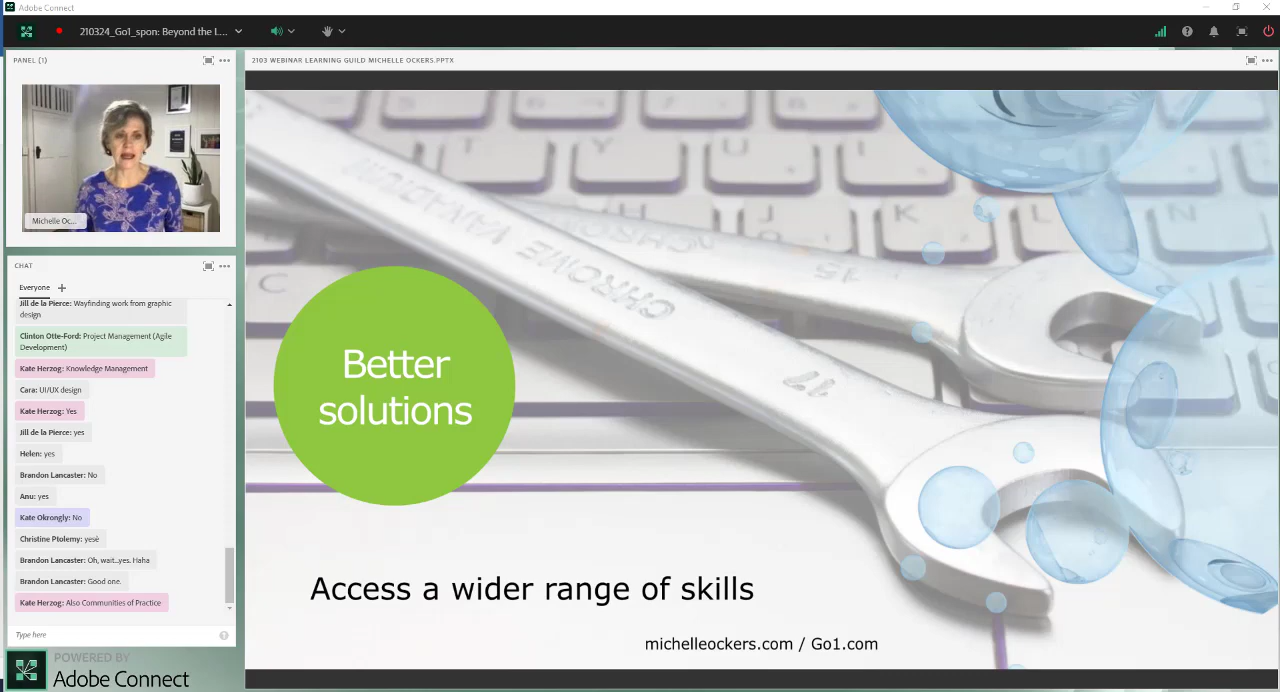 Adobe Connect
210324_Go1_spon: Beyond the L...
PANEL (1)
Michelle Oc...
CHAT
Everyone
Jill de la Pierce: Wayfinding work from graphic
design
Clinton Otte-Ford: Project Management (Agile
Development)
Kate Herzog: Knowledge Management
Cara: UI/UX design
Kate Herzog: Yes
Jill de la Pierce: yes
Helen: yes
Brandon Lancaster: No
Anu: yes
Kate Okrongly: No
Christine Ptolemy: yesè
Brandon Lancaster: Oh, wait...yes. Haha
Brandon Lancaster: Good one.
Kate Herzog: Also Communities of Practice
Type here
POWERED BY
Adobe Connect
2103 WEBINAR LEARNING GUILD MICHELLE OCKERS.PPTX
T Y U I
J K L
C
CHROME VANADIUM
17
CHRO
15
Better
solutions
Access a wider range of skills
michelleockers.com / Go1.com